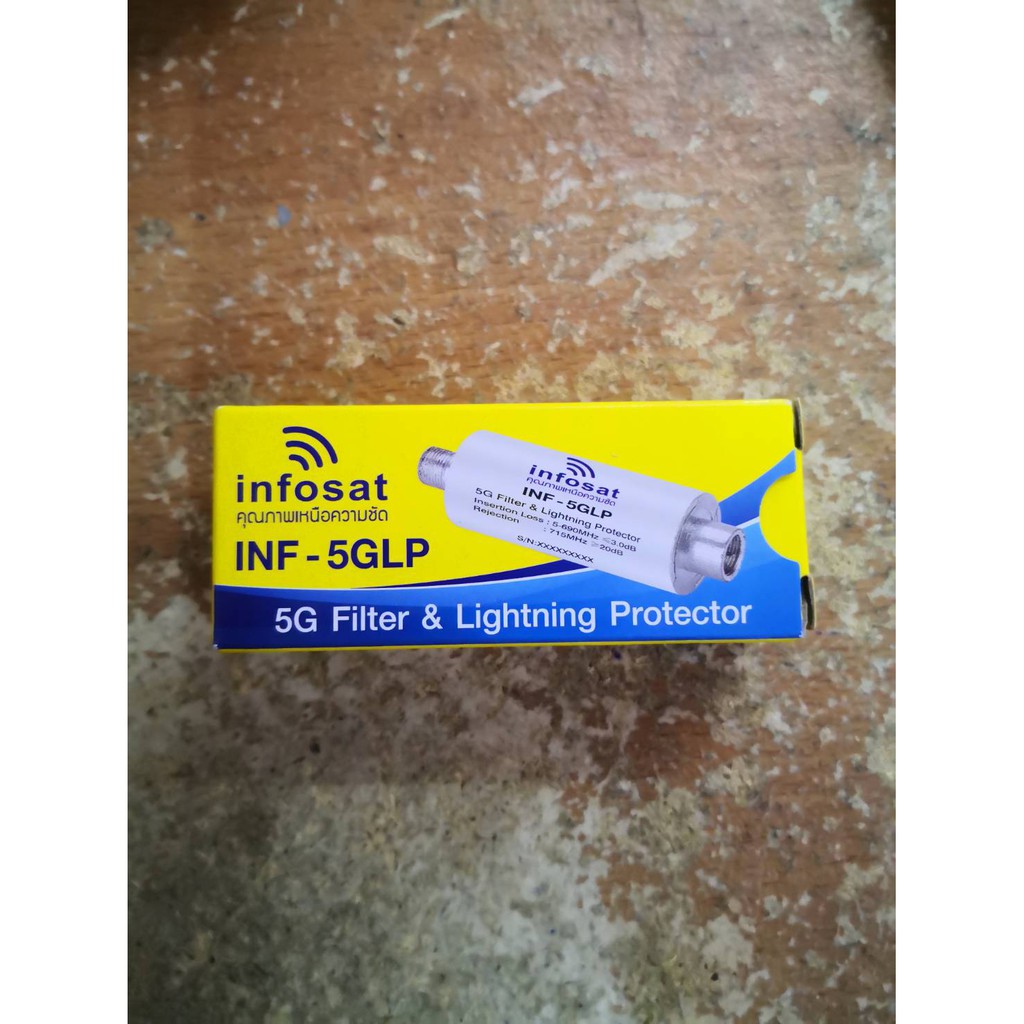 infosat
คุณภาพเหนือความชัด
INF - 5GLP
infosat
คุณภาพเหนือความชัด
INF - 5GLP
5G Filter & Lightning Protector
Insertion Loss : 5-690MHz ≤3.0dB
Rejection : 715MHz ≥20dB
S/N:XXXXXXXXX
5G Filter & Lightning Protector